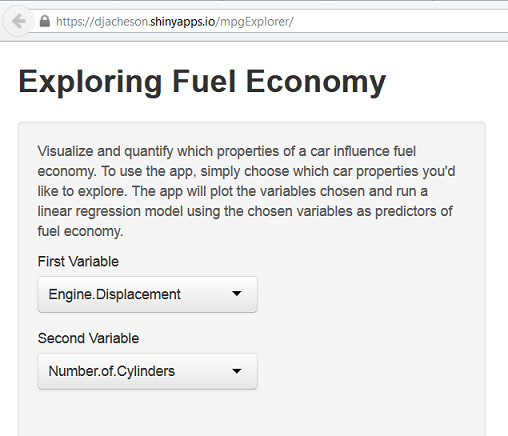 https://djacheson.shinyapps.io/mpgExplorer/
Exploring Fuel Economy
Visualize and quantify which properties of a car influence fuel
economy. To use the app, simply choose which car properties you'd
like to explore. The app will plot the variables chosen and run a
linear regression model using the chosen variables as predictors of
fuel economy.
First Variable
Engine.Displacement
Second Variable
Number.of.Cylinders